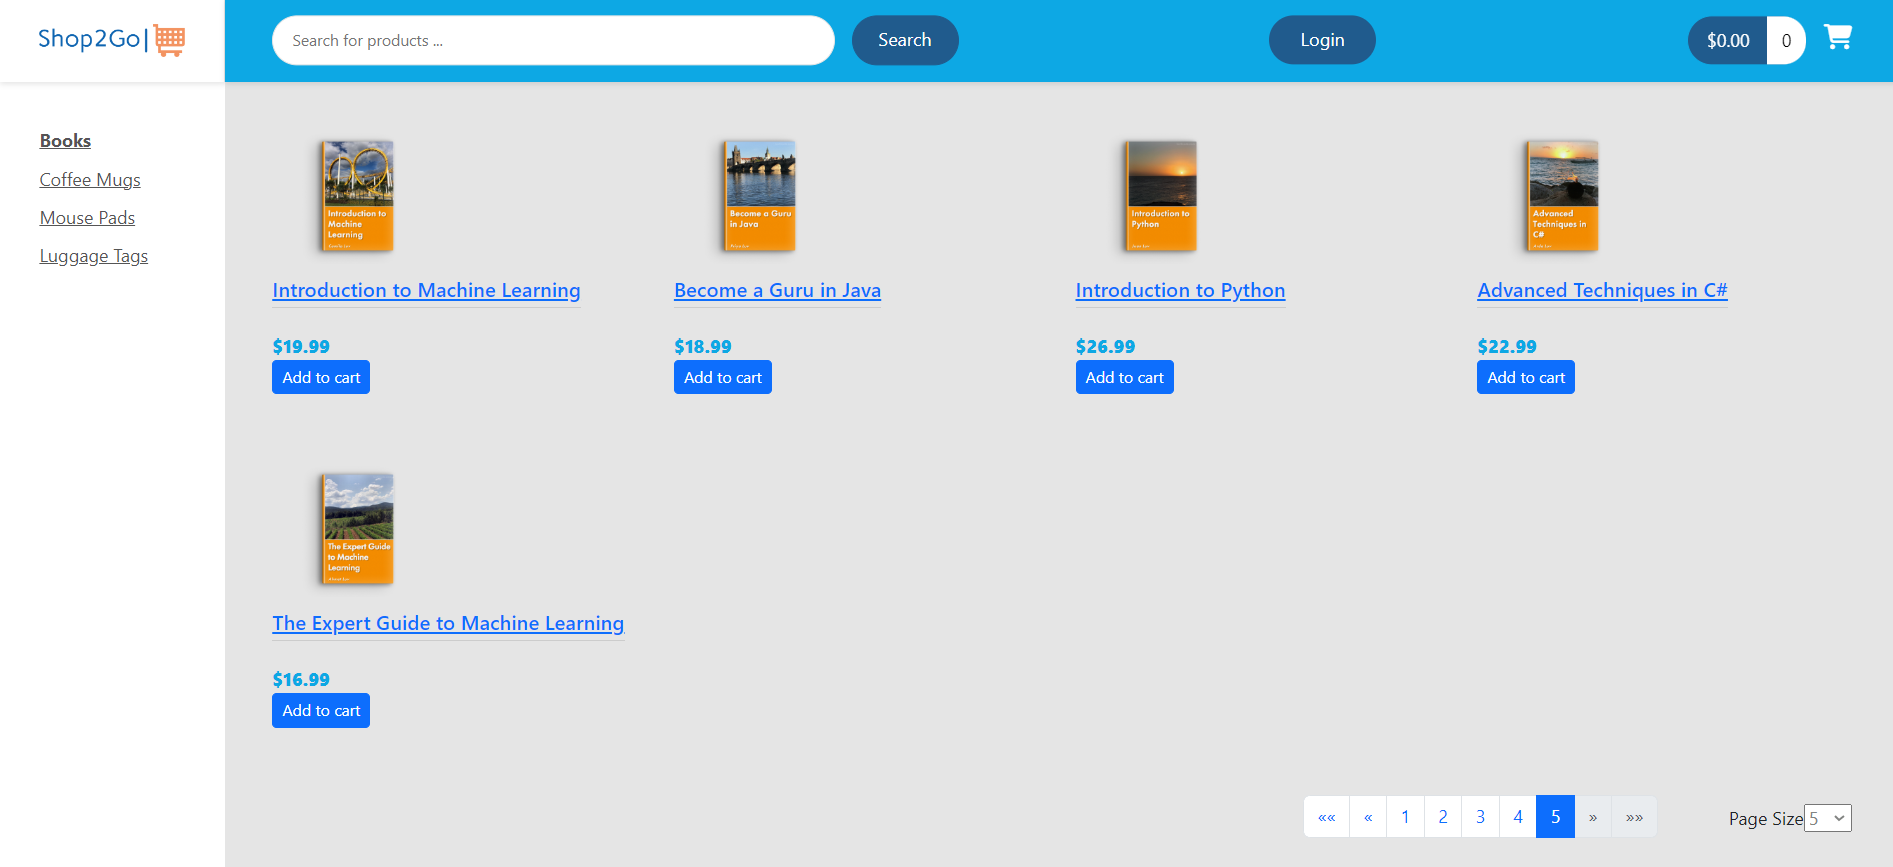 Shop2Go|
Search for products ...
Search
Login
$0.00 0
Books
Coffee Mugs
Mouse Pads
Luggage Tags
Introduction to
Machine
Learning
Become a Guru
in Java
Introduction to
Python
Advanced
Techniques in
C#
Introduction to Machine Learning
Become a Guru in Java
Introduction to Python
Advanced Techniques in C#
$19.99
$18.99
$26.99
$22.99
Add to cart
Add to cart
Add to cart
Add to cart
The Expert Guide
to Machine
Learning
The Expert Guide to Machine Learning
$16.99
Add to cart
«« « 1 2 3 4 5 » »»
Page Size 5